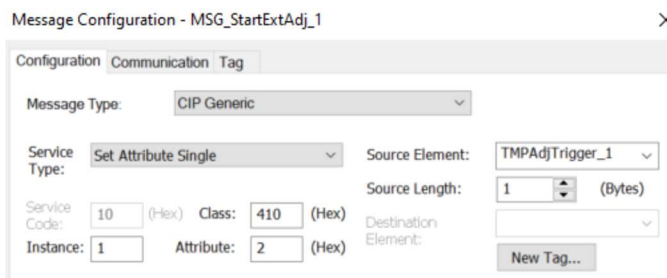 Message Configuration - MSG_StartExtAdj_1
Configuration Communication Tag
Message Type: CIP Generic
Service Type: Set Attribute Single
Source Element: TMPAdjTrigger_1
Source Length: 1 (Bytes)
Service Code: 10 (Hex) Class: 410 (Hex)
Destination Element:
Instance: 1 Attribute: 2 (Hex)
New Tag...